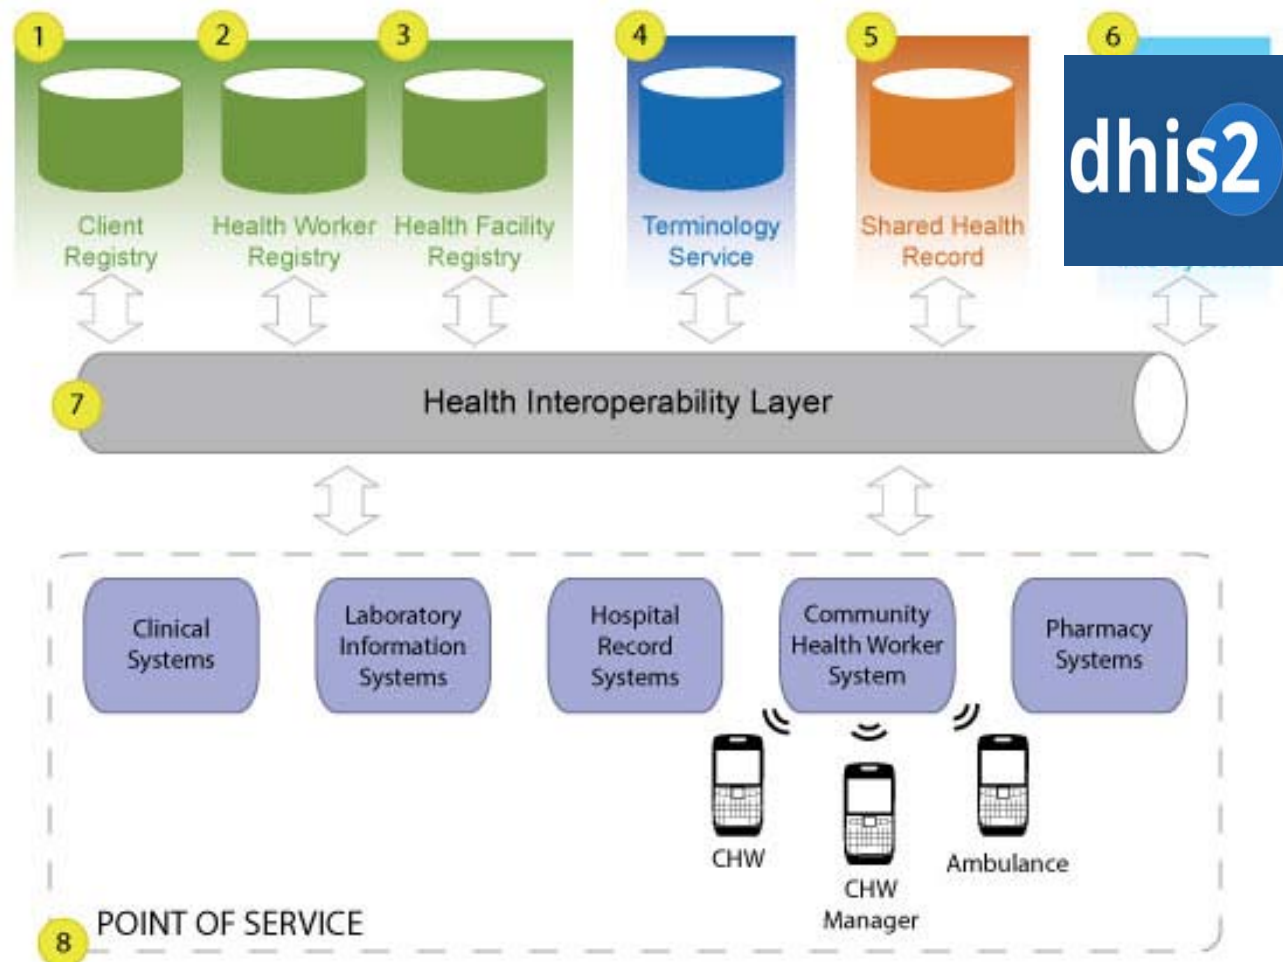 1
2
3
4
5
6
Client
Registry
Health Worker
Registry
Health Facility
Registry
Terminology
Service
Shared Health
Record
dhis2
7
Health Interoperability Layer
Clinical
Systems
Laboratory
Information
Systems
Hospital
Record
Systems
Community
Health Worker
System
Pharmacy
Systems
CHW
CHW
Manager
Ambulance
8
POINT OF SERVICE